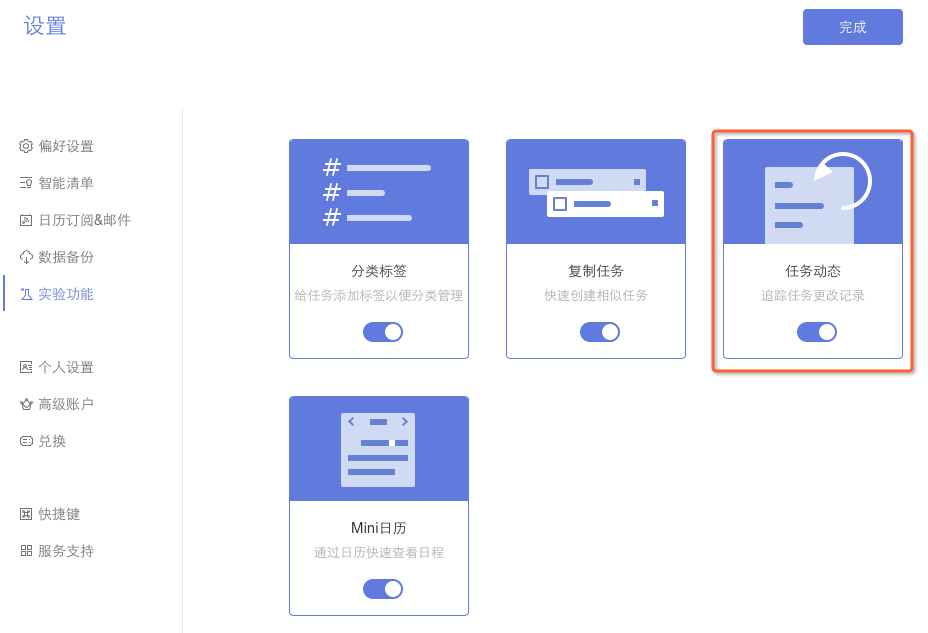 设置
完成
偏好设置
智能清单
日历订阅&邮件
数据备份
实验功能
个人设置
高级账户
兑换
快捷键
服务支持
分类标签
给任务添加标签以便分类管理
复制任务
快速创建相似任务
任务动态
追踪任务更改记录
Mini日历
通过日历快速查看日程